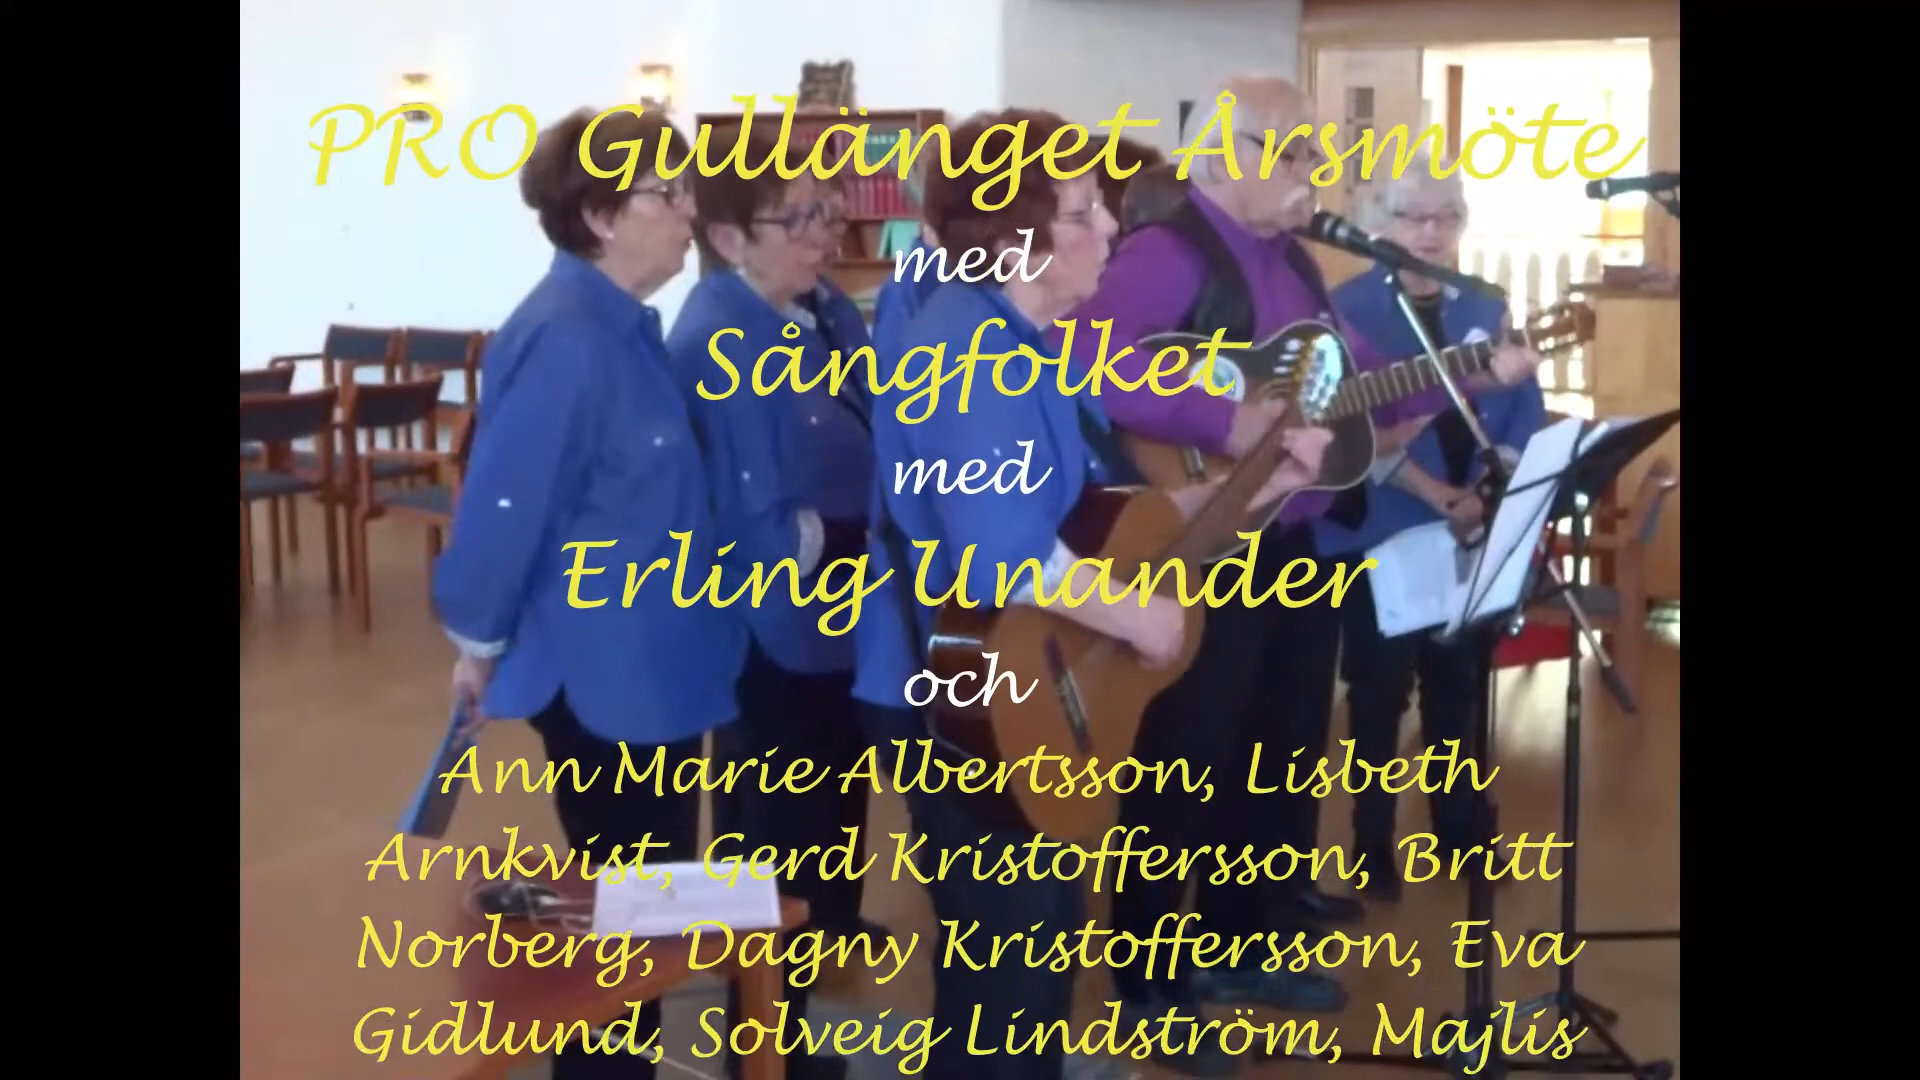 PRO Gullänget Årsmöte
med
Sångfolket
med
Erling Unander
och
Ann Marie Albertsson, Lisbeth
Arnkvist, Gerd Kristoffersson, Britt
Norberg, Dagny Kristoffersson, Eva
Gidlund, Solveig Lindström, Majlis